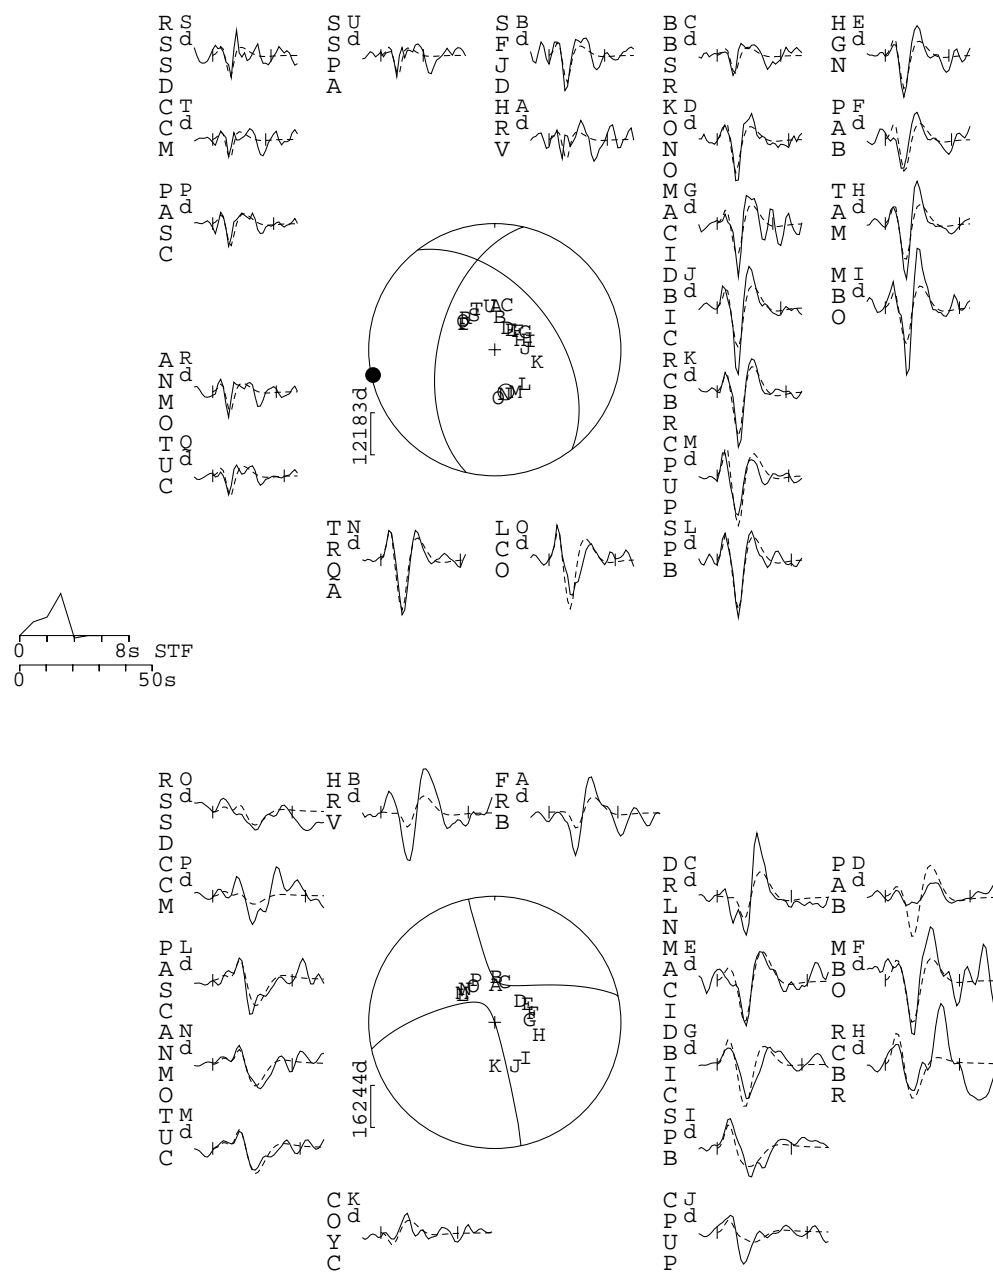 RSSD S d
SSPA U d
SFJD B d
BBSR C d
HGN E d
CCM T d
HRV A d
KONO D d
PAB F d
PASC P d
MACI G d
TAM H d
DBIC J d
MBO I d
T U A C
S B
G
H I
J
K
L
O N M
12183d
ANMO R d
RCBR K d
TUC Q d
CPUP M d
TRQA N d
LCO O d
SPB L d
0 8s STF
0 50s
RSSD O d
HRV B d
FRB A d
CCM P d
DRLN C d
PAB D d
PASC L d
MACI E d
MBO F d
P B C
O A
D E
F
G
H
I
K J
16244d
ANMO N d
DBIC G d
RCBR H d
TUC M d
SPB I d
COYC K d
CPUP J d